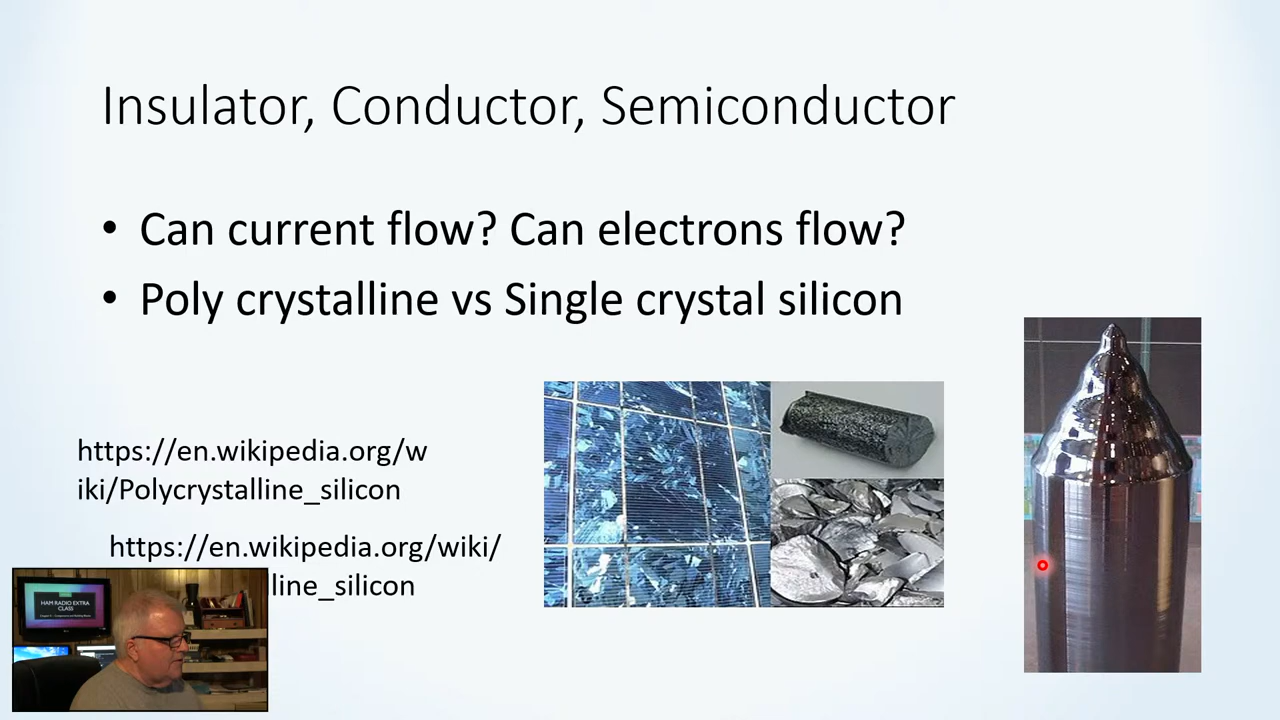 Insulator, Conductor, Semiconductor
• Can current flow? Can electrons flow?
• Poly crystalline vs Single crystal silicon
https://en.wikipedia.org/w
iki/Polycrystalline_silicon
https://en.wikipedia.org/wiki/
line_silicon
HAM RADIO EXTRA
CLASS